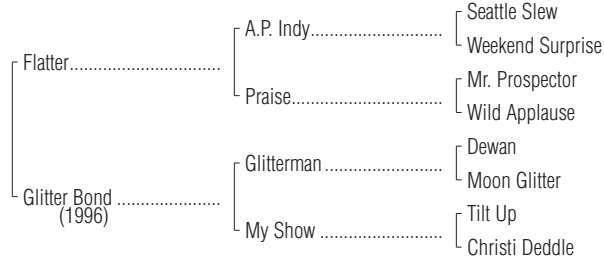 Seattle Slew
A.P. Indy
Weekend Surprise
Flatter
Mr. Prospector
Praise
Wild Applause
Dewan
Glitterman
Moon Glitter
Glitter Bond
(1996)
Tilt Up
My Show
Christi Deddle